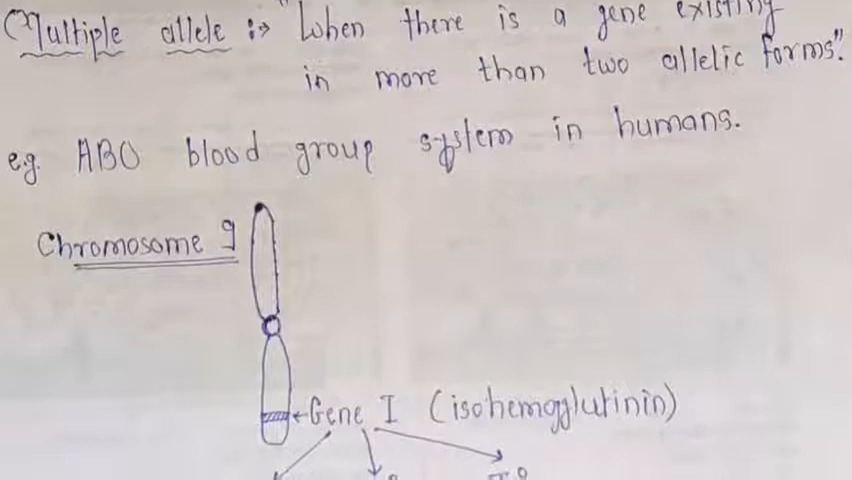 Multiple allele :→ "When there is a gene existing
in more than two allelic forms".
e.g. ABO blood group system in humans.
Chromosome 9
←Gene I (isohemagglutinin)